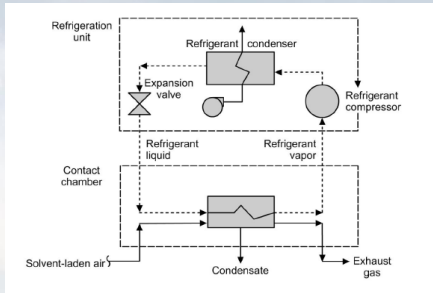 Refrigeration
unit
Refrigerant condenser
Expansion
valve
Refrigerant
compressor
Refrigerant
liquid
Refrigerant
vapor
Contact
chamber
Solvent-laden air
Condensate
Exhaust
gas